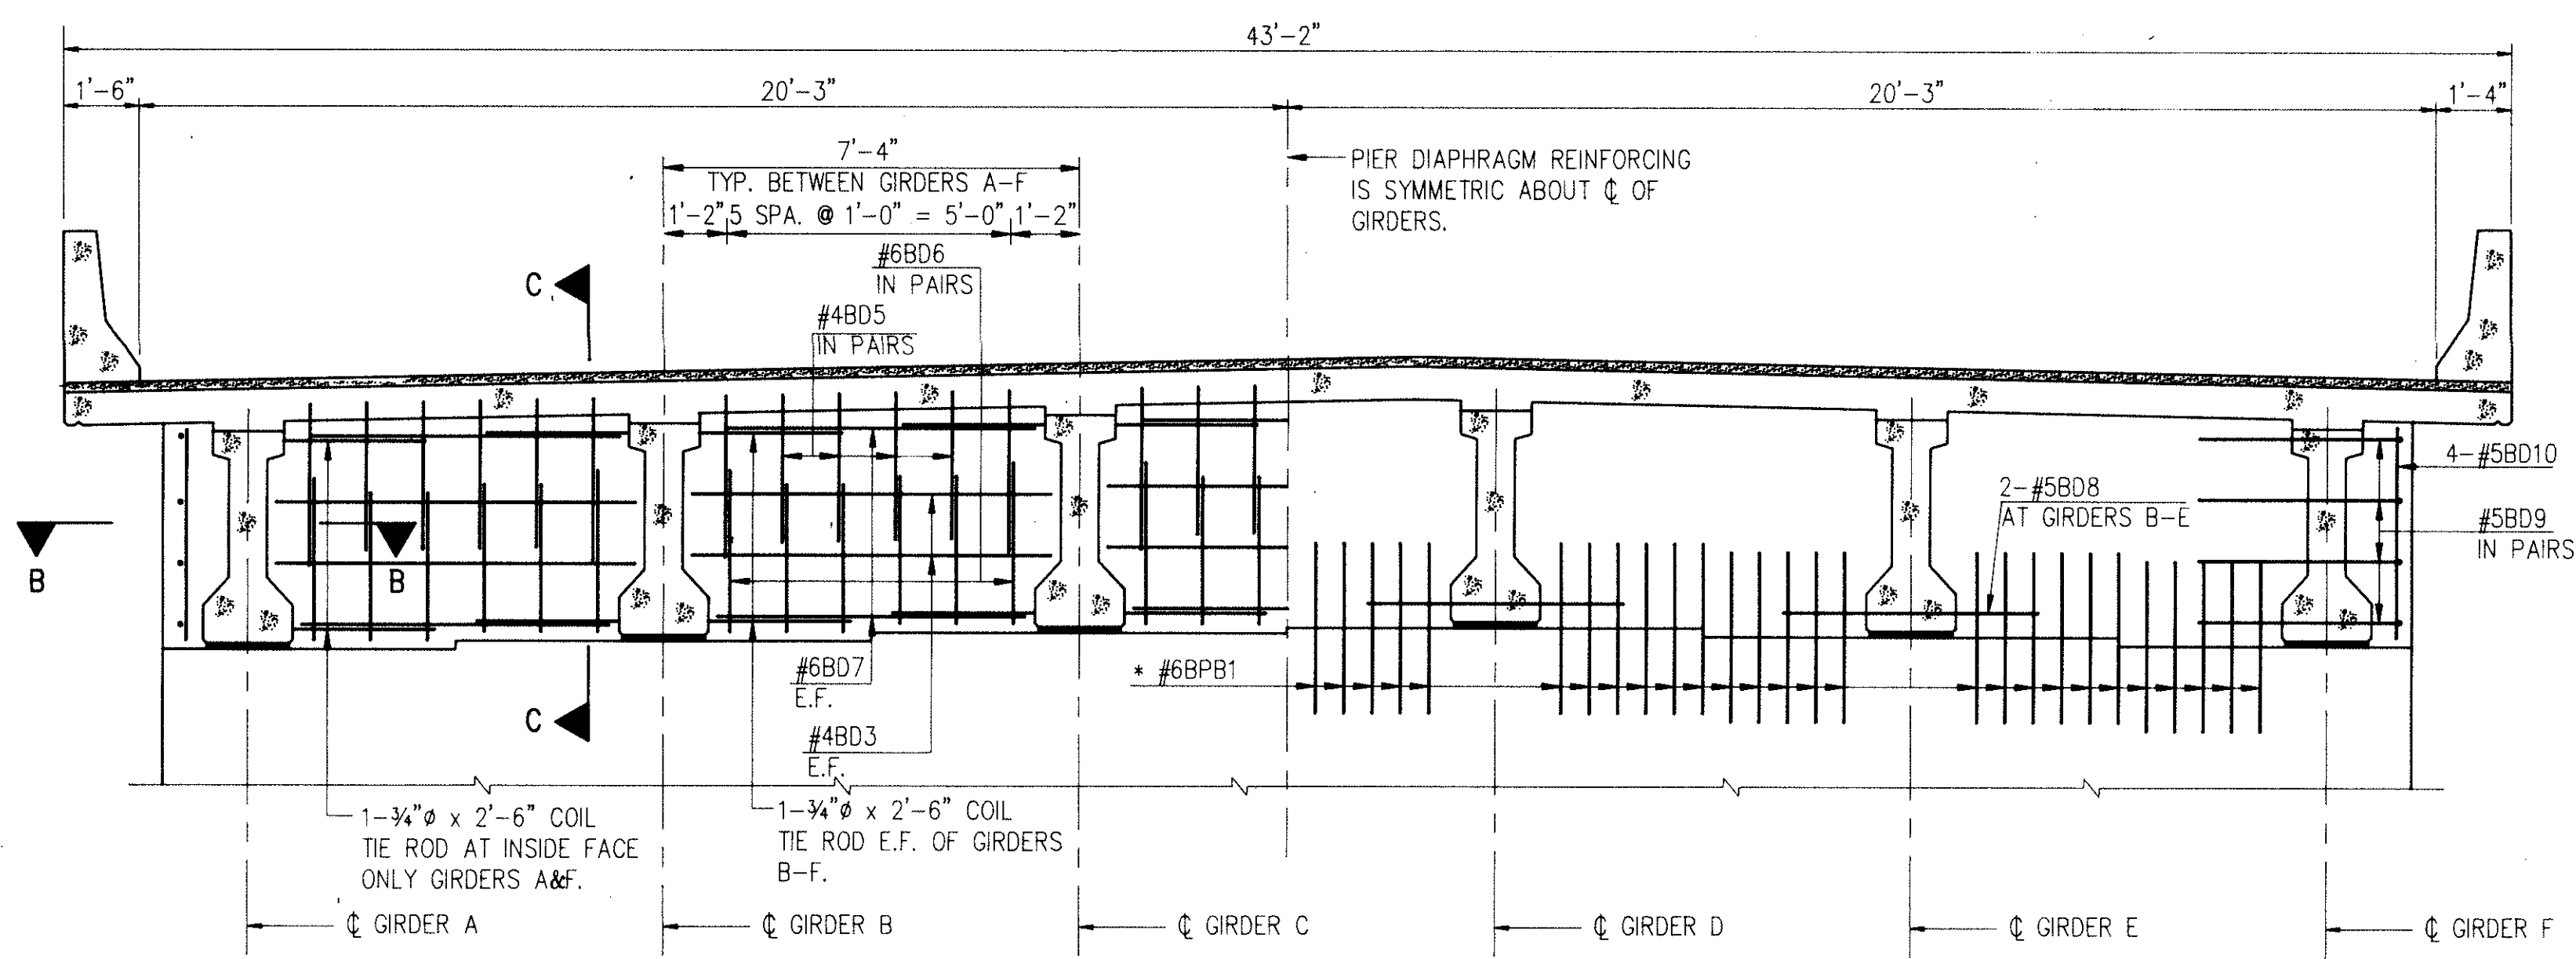 43'-2"
1'-6"
20'-3"
20'-3"
1'-4"
7'-4"
TYP. BETWEEN GIRDERS A-F
1'-2" 5 SPA. @ 1'-0" = 5'-0" 1'-2"
PIER DIAPHRAGM REINFORCING
IS SYMMETRIC ABOUT ℄ OF
GIRDERS.
#6BD6
IN PAIRS
C
#4BD5
IN PAIRS
4-#5BD10
2-#5BD8
AT GIRDERS B-E
#5BD9
IN PAIRS
B
B
#6BD7
E.F.
* #6BPB1
C
#4BD3
E.F.
1-¾"ø x 2'-6" COIL
TIE ROD AT INSIDE FACE
ONLY GIRDERS A&F.
1-¾"ø x 2'-6" COIL
TIE ROD E.F. OF GIRDERS
B-F.
℄ GIRDER A
℄ GIRDER B
℄ GIRDER C
℄ GIRDER D
℄ GIRDER E
℄ GIRDER F